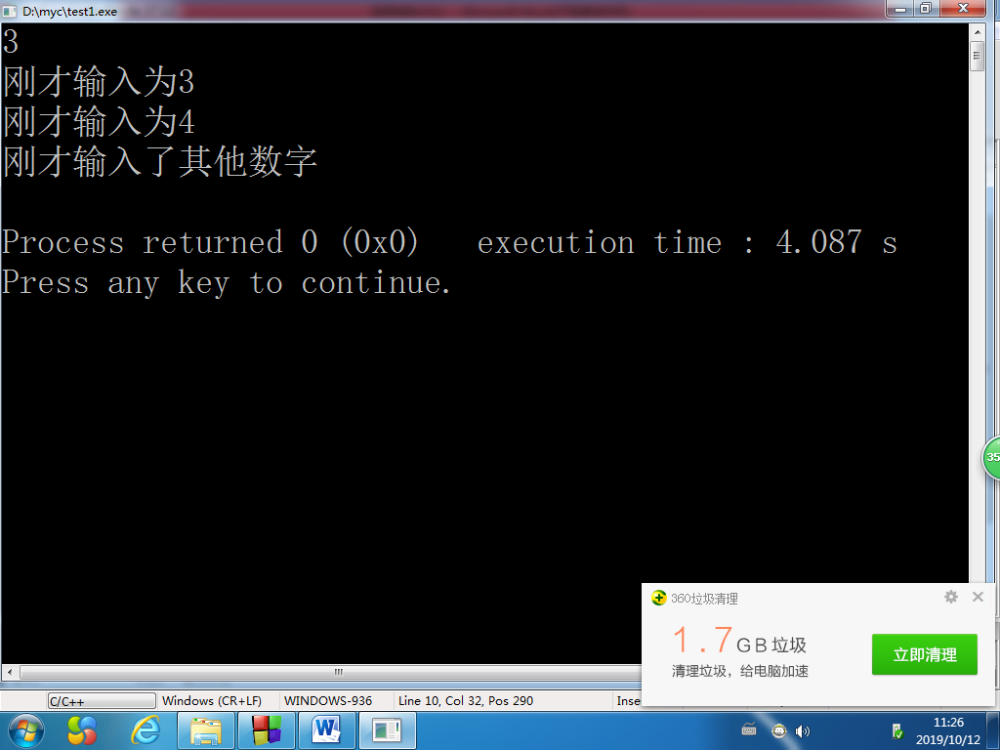 D:\myc\test1.exe
3
刚才输入为3
刚才输入为4
刚才输入了其他数字
Process returned 0 (0x0)   execution time : 4.087 s
Press any key to continue.
35
360垃圾清理
1.7GB垃圾
立即清理
清理垃圾，给电脑加速
C/C++ Windows (CR+LF) WINDOWS-936 Line 10, Col 32, Pos 290
11:26
2019/10/12